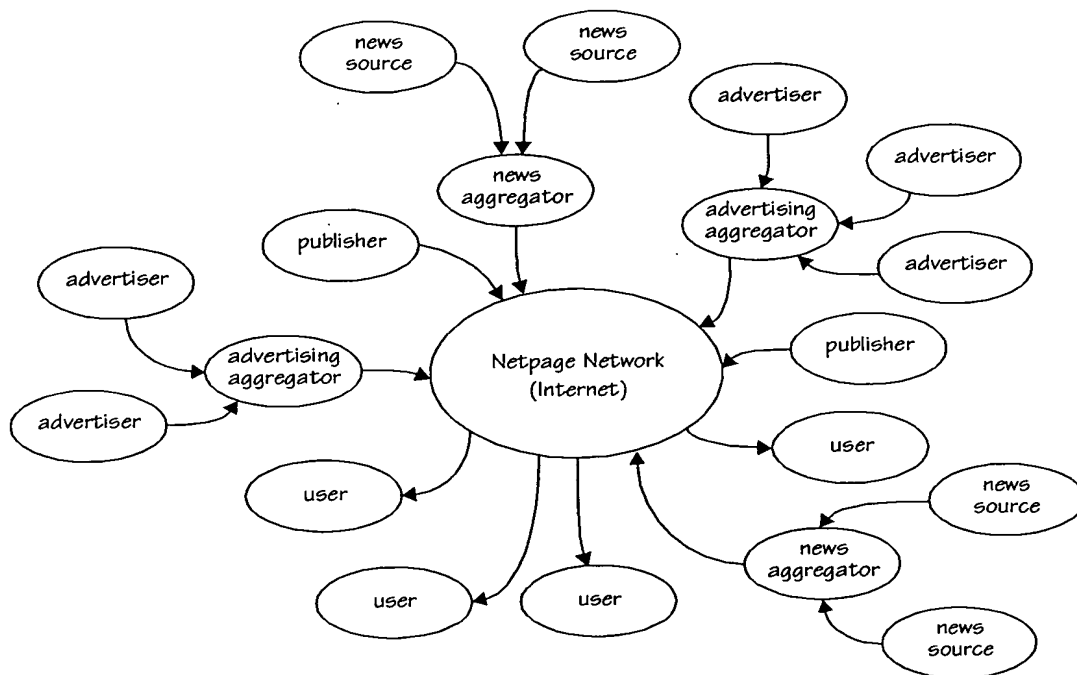 news
source
news
source
advertiser
advertiser
news
aggregator
advertising
aggregator
publisher
advertiser
advertiser
publisher
Netpage Network
(Internet)
advertising
aggregator
advertiser
user
user
news
source
news
aggregator
user
user
news
source